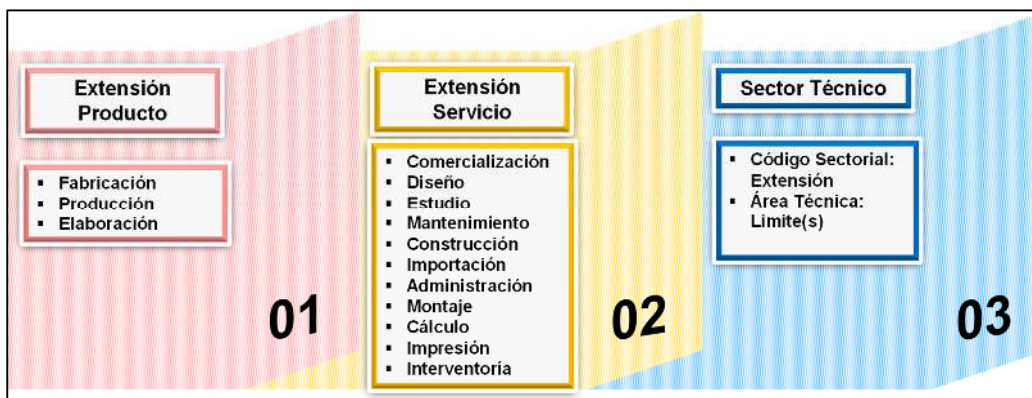 Extensión
Producto
▪ Fabricación
▪ Producción
▪ Elaboración
01
Extensión
Servicio
▪ Comercialización
▪ Diseño
▪ Estudio
▪ Mantenimiento
▪ Construcción
▪ Importación
▪ Administración
▪ Montaje
▪ Cálculo
▪ Impresión
▪ Interventoría
02
Sector Técnico
▪ Código Sectorial:
Extensión
▪ Área Técnica:
Limite(s)
03